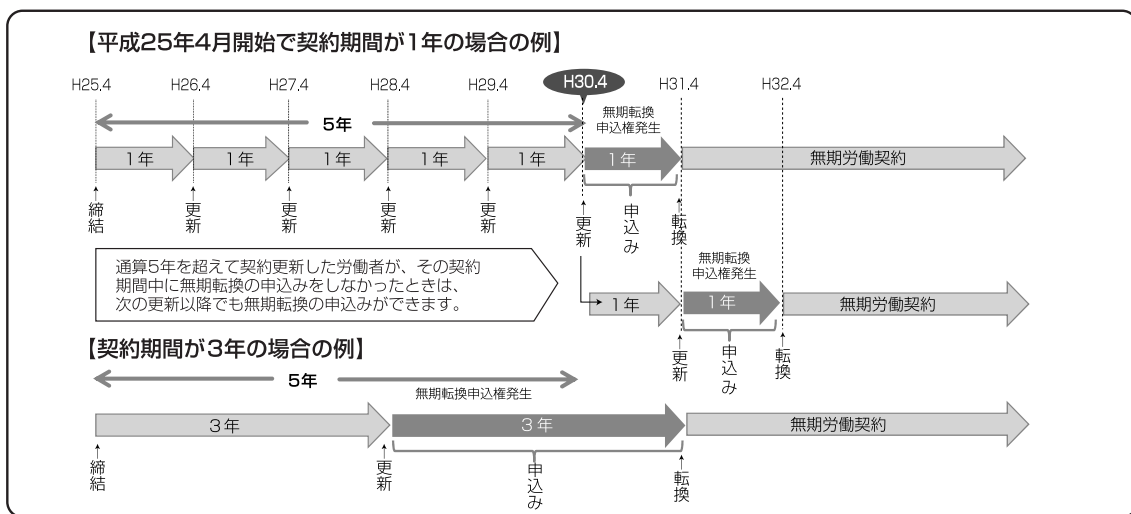 【平成25年4月開始で契約期間が1年の場合の例】
H25.4 H26.4 H27.4 H28.4 H29.4 H30.4 H31.4 H32.4
5年
無期転換
申込権発生
1年 1年 1年 1年 1年 1年 無期労働契約
↑締結 ↑更新 ↑更新 ↑更新 ↑更新 ↑更新 申込み ↑転換
通算5年を超えて契約更新した労働者が、その契約
期間中に無期転換の申込みをしなかったときは、
次の更新以降でも無期転換の申込みができます。
無期転換
申込権発生
1年 1年 無期労働契約
↑更新 申込み ↑転換
【契約期間が3年の場合の例】
5年
無期転換申込権発生
3年 3年 無期労働契約
↑締結 ↑更新 申込み ↑転換